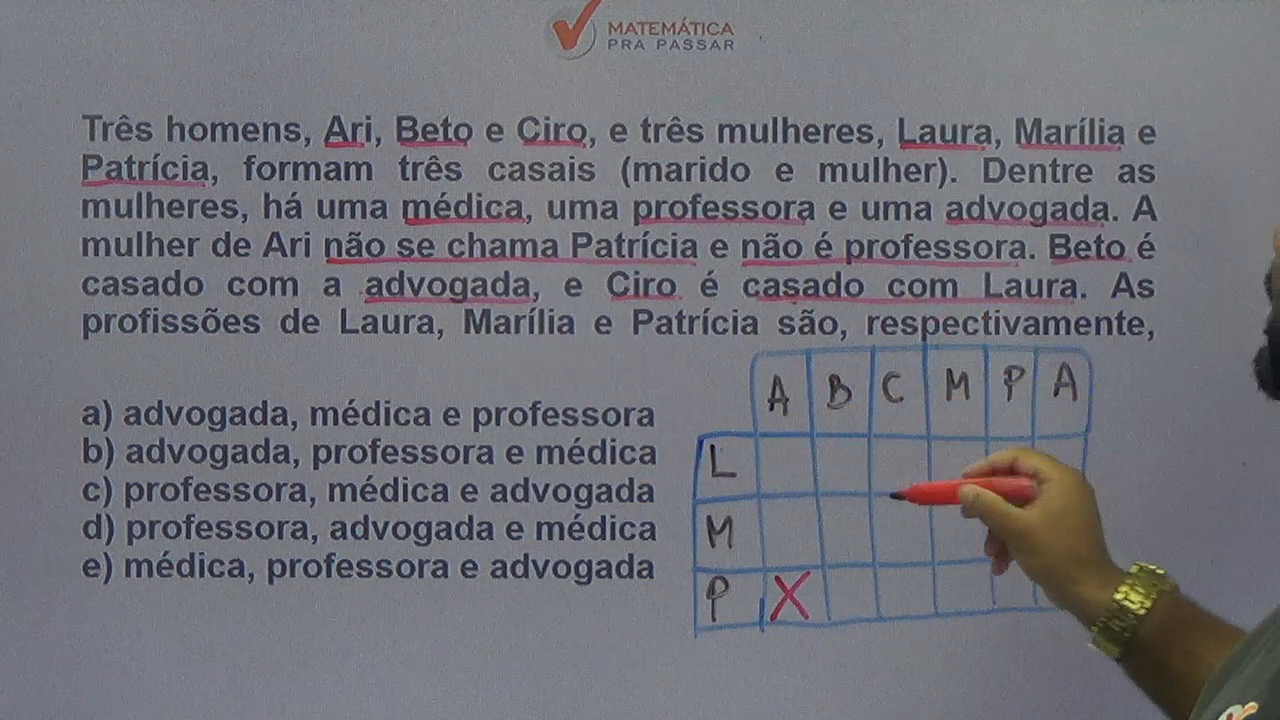 MATEMÁTICA
PRA PASSAR
Três homens, Ari, Beto e Ciro, e três mulheres, Laura, Marília e
Patrícia, formam três casais (marido e mulher). Dentre as
mulheres, há uma médica, uma professora e uma advogada. A
mulher de Ari não se chama Patrícia e não é professora. Beto é
casado com a advogada, e Ciro é casado com Laura. As
profissões de Laura, Marília e Patrícia são, respectivamente,
a) advogada, médica e professora
b) advogada, professora e médica
c) professora, médica e advogada
d) professora, advogada e médica
e) médica, professora e advogada
A B C M P A
L
M
P X